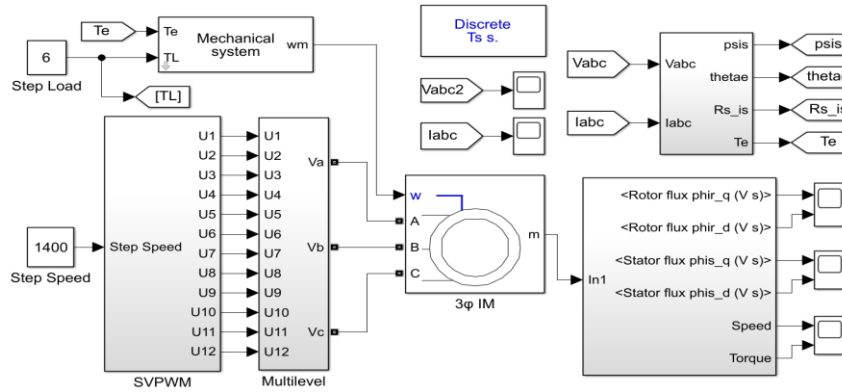 Te
Te
TL
Mechanical
system
wm
6
Step Load
[TL]
Discrete
Ts s.
Vabc2
Iabc
Vabc
Iabc
Vabc
Iabc
psis
thetae
Rs_is
Te
psis
thetae
Rs_is
Te
1400
Step Speed
Step Speed
U1
U2
U3
U4
U5
U6
U7
U8
U9
U10
U11
U12
SVPWM
U1
U2
U3
U4
U5
U6
U7
U8
U9
U10
U11
U12
Va
Vb
Vc
Multilevel
w
A
B
C
m
3φ IM
In1
<Rotor flux phir_q (V s)>
<Rotor flux phir_d (V s)>
<Stator flux phis_q (V s)>
<Stator flux phis_d (V s)>
Speed
Torque